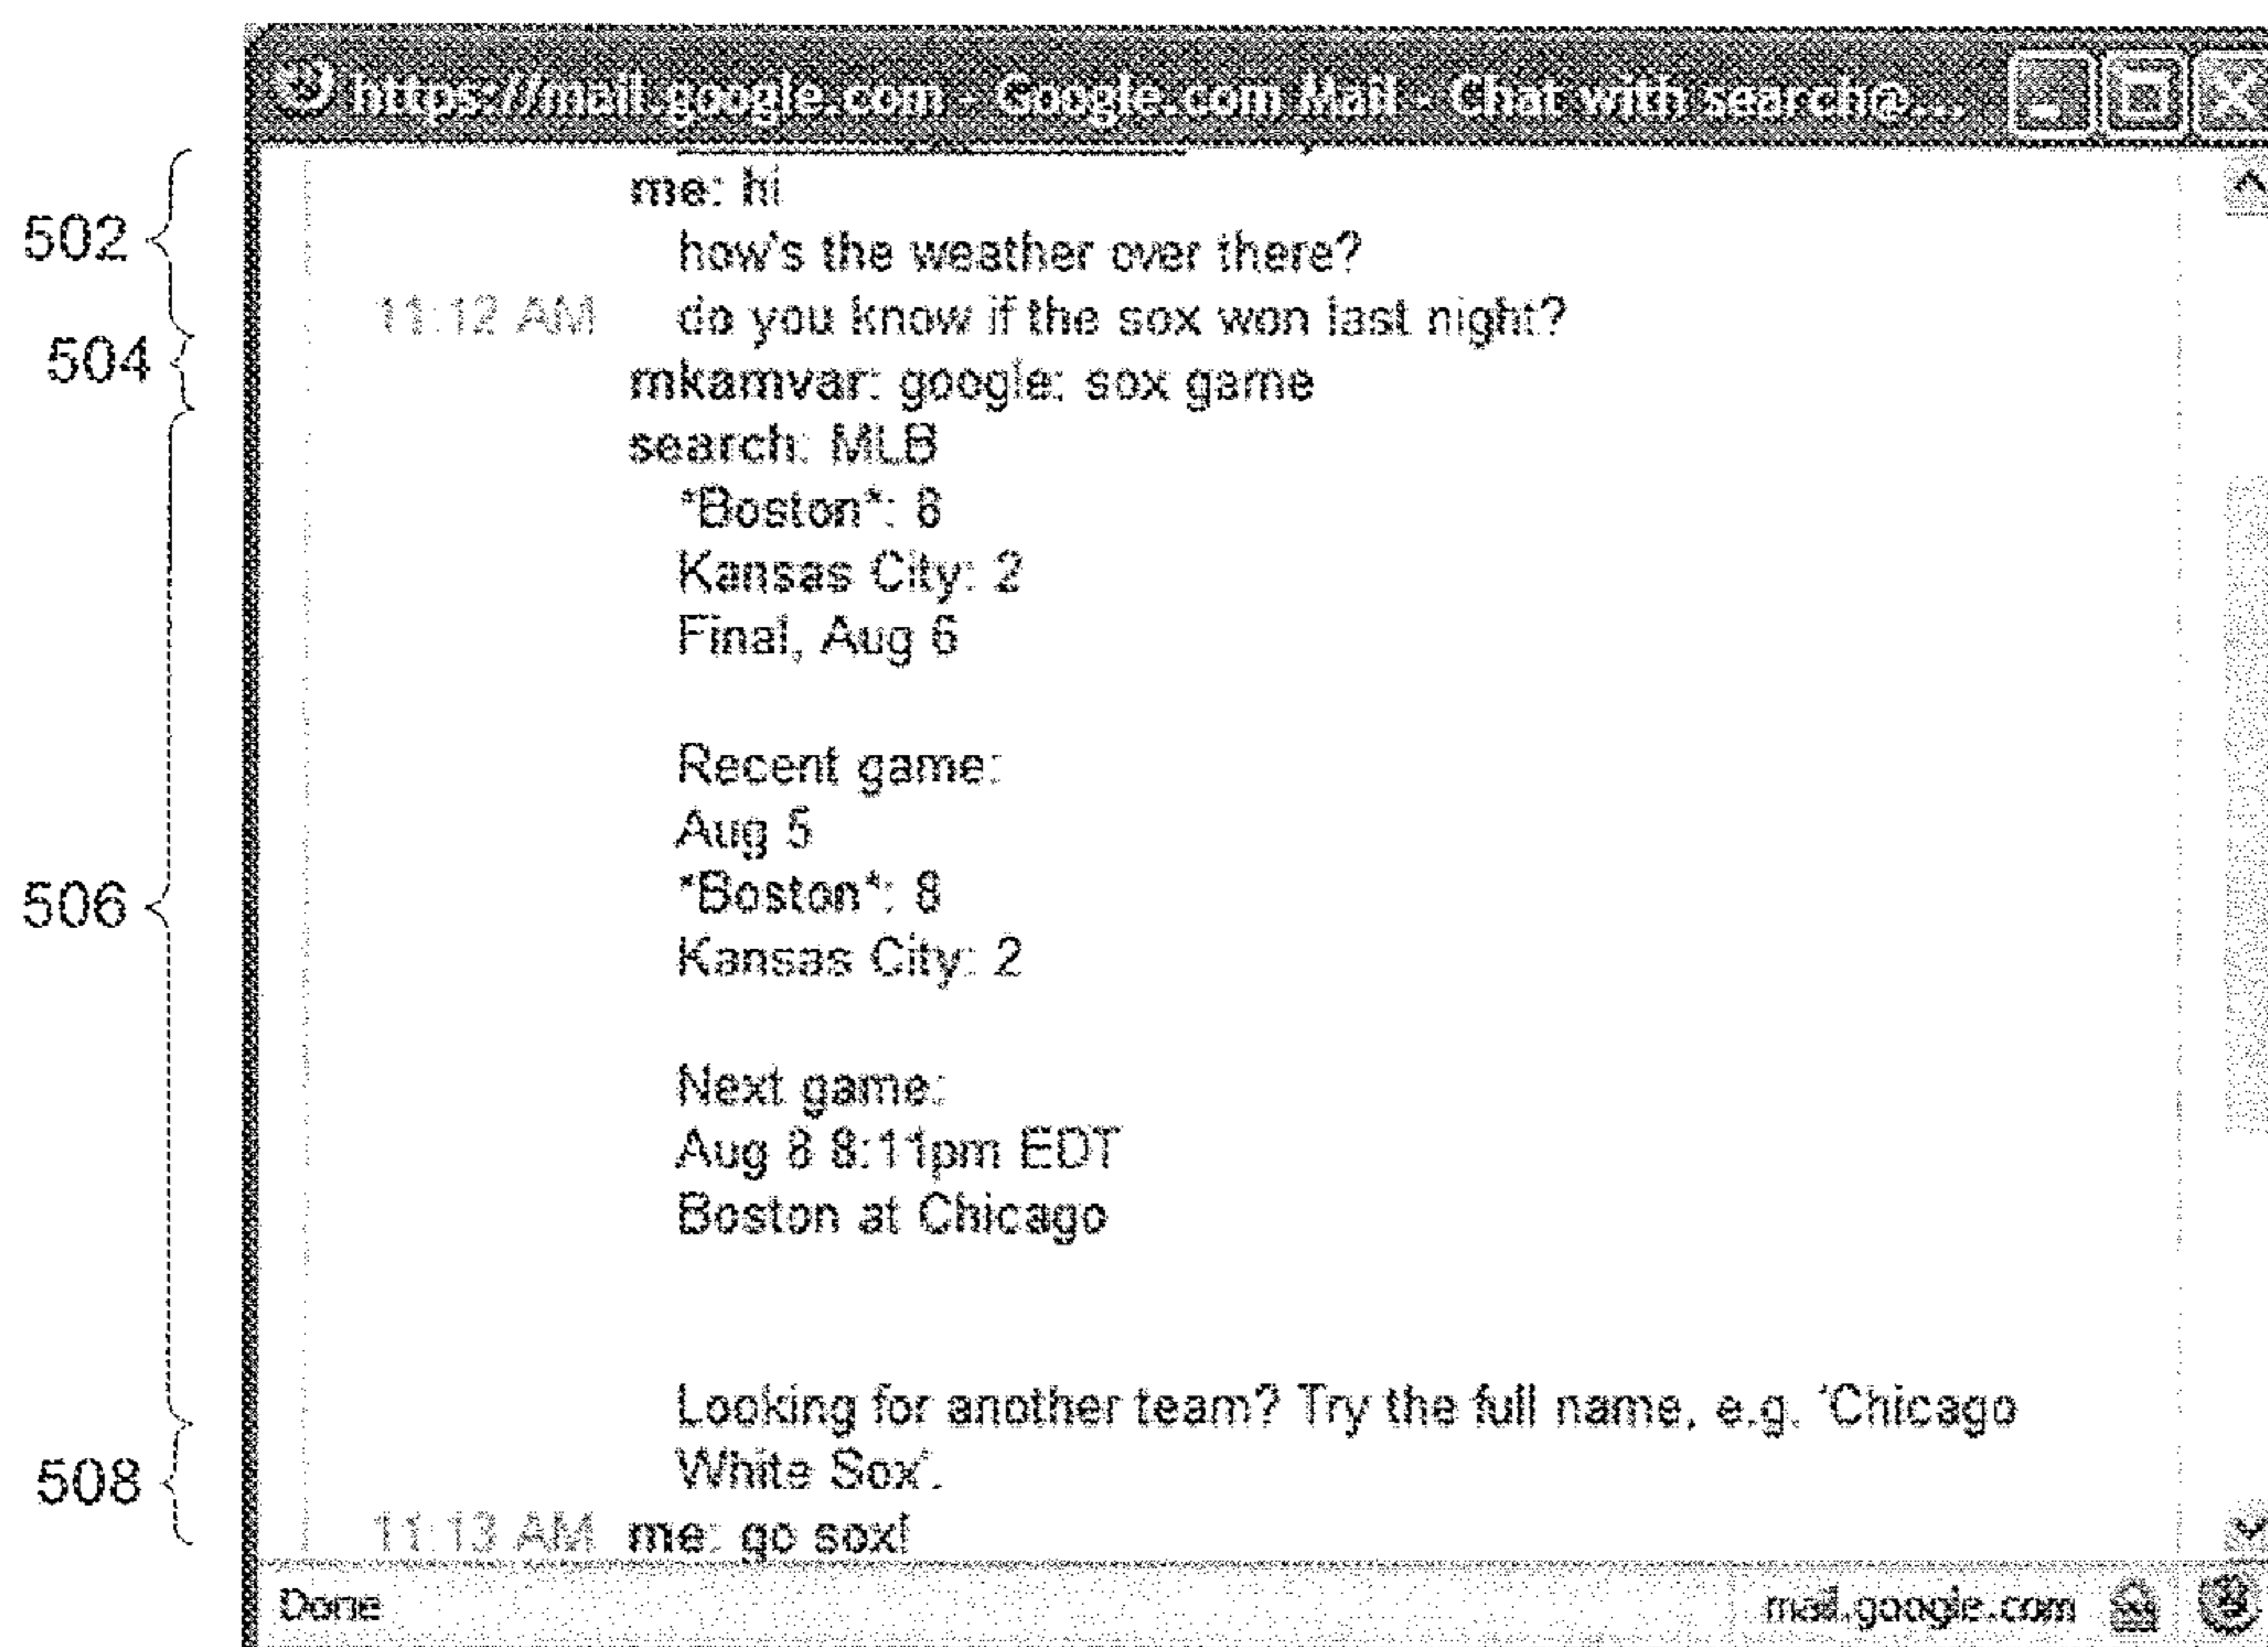 https://mail.google.com - Google.com Mail - Chat with search@...
me: hi
502
how's the weather over there?
11:12 AM do you know if the sox won last night?
504
mkamvar: google: sox game
search: MLB
*Boston*: 8
Kansas City: 2
Final, Aug 6
Recent game:
Aug 5
*Boston*: 8
506
Kansas City: 2
Next game:
Aug 8 8:11pm EDT
Boston at Chicago
Looking for another team? Try the full name, e.g. 'Chicago
White Sox'.
508
11:13 AM me: go sox!
Done mail.google.com